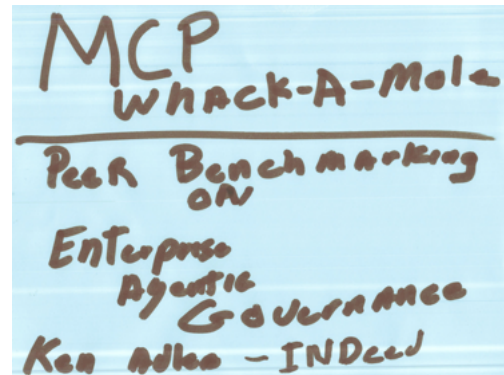 MCP
WHACK-A-Mole
PeeR Benchmarking
ON
Enterprise
Agentic
Governance
Ken Adler - INDeed